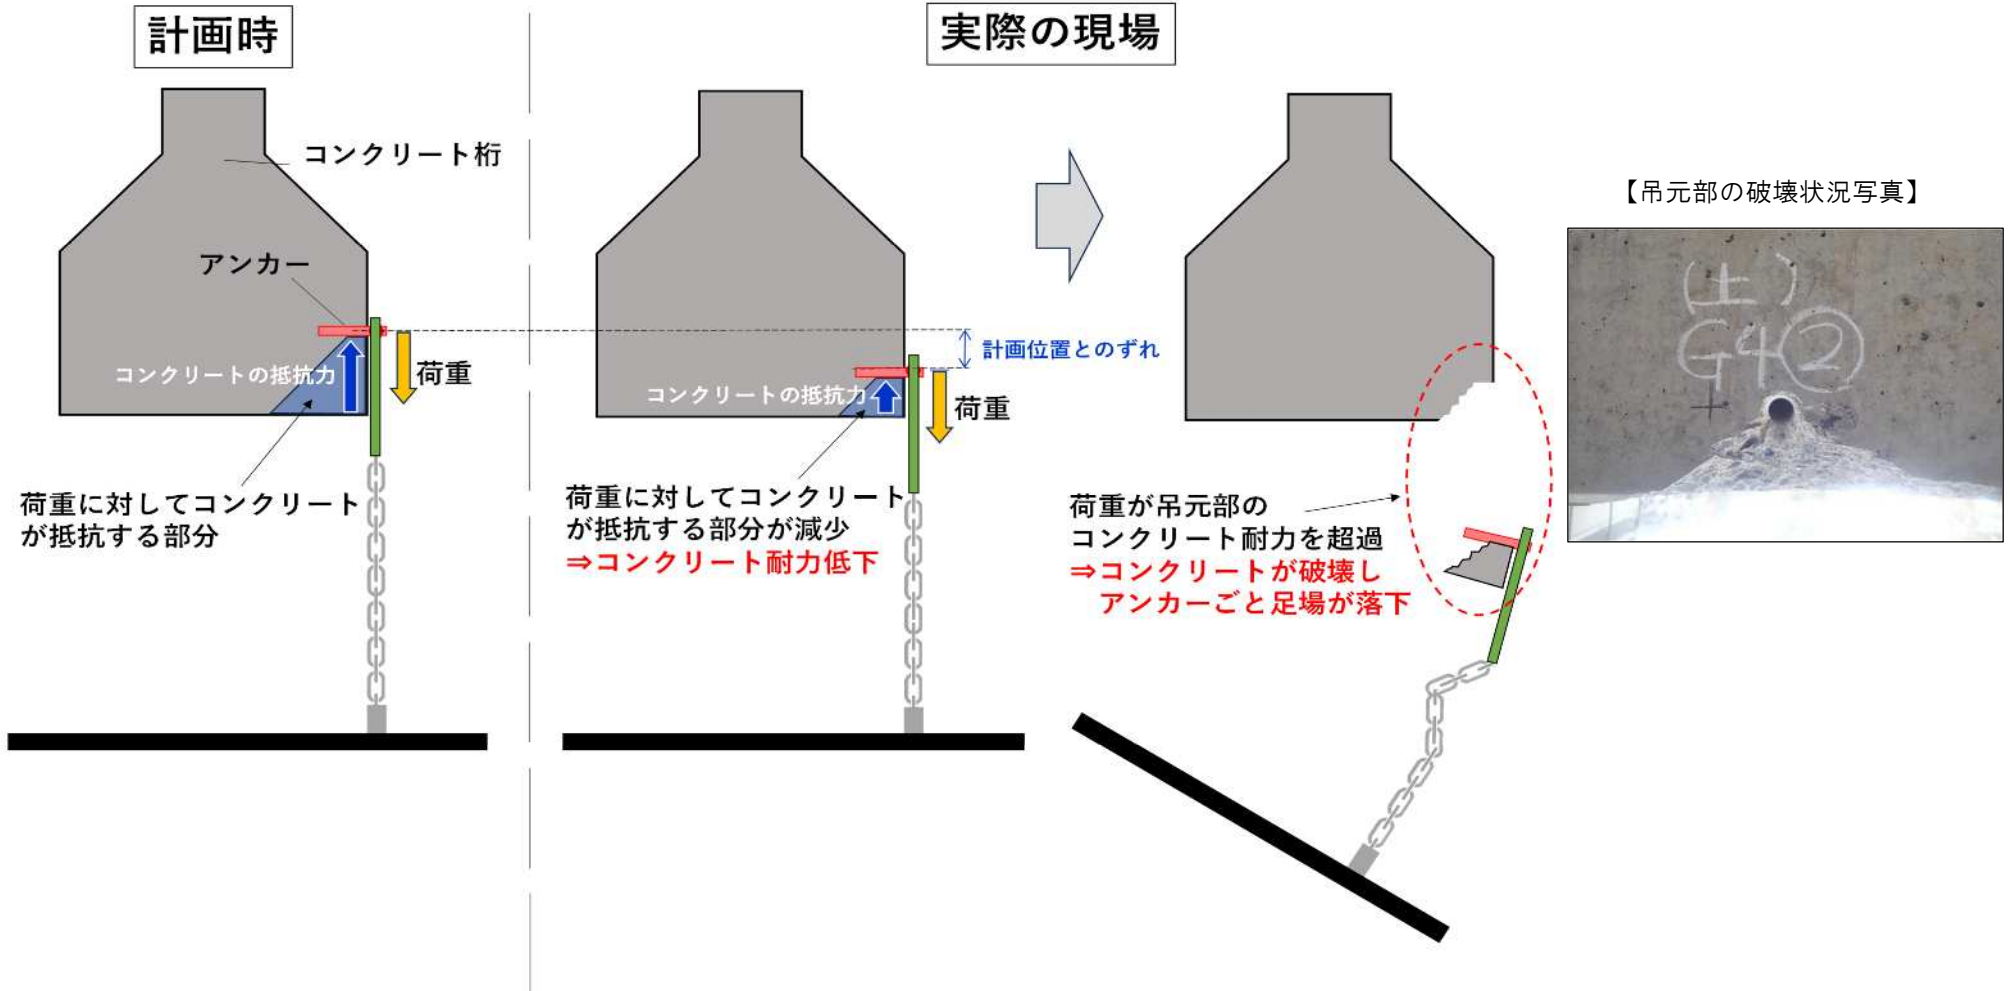 計画時
コンクリート桁
アンカー
コンクリートの抵抗力
荷重
荷重に対してコンクリート
が抵抗する部分
実際の現場
計画位置とのずれ
コンクリートの抵抗力
荷重
荷重に対してコンクリート
が抵抗する部分が減少
⇒コンクリート耐力低下
荷重が吊元部の
コンクリート耐力を超過
⇒コンクリートが破壊し
アンカーごと足場が落下
【吊元部の破壊状況写真】
(土)
G4②